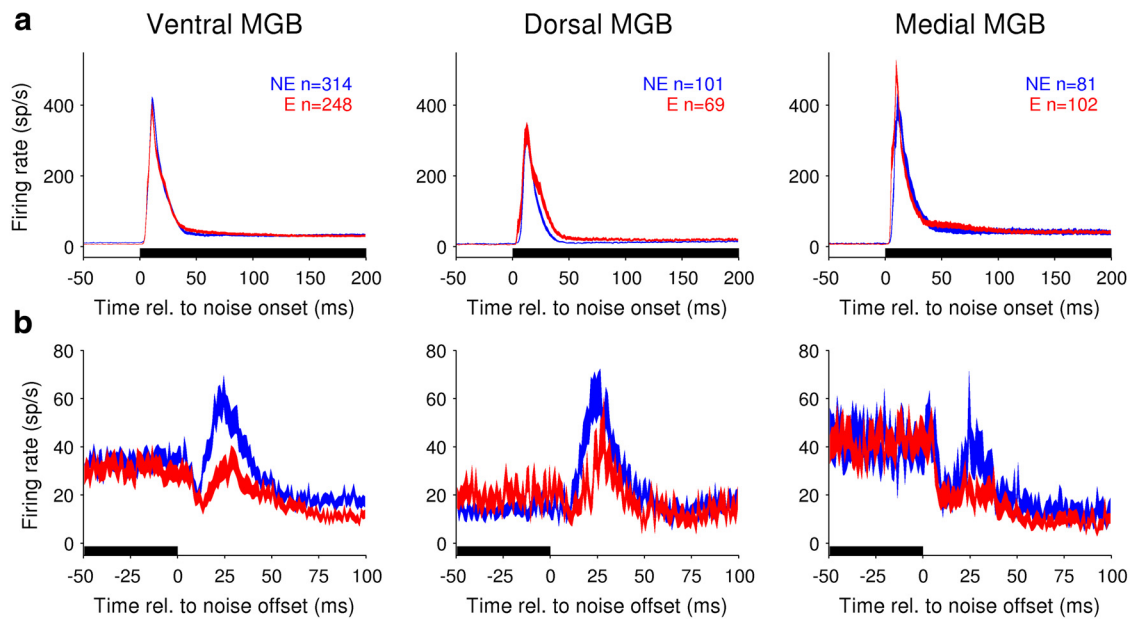 a
Ventral MGB
Dorsal MGB
Medial MGB
Firing rate (sp/s)
400
200
0
NE n=314
E n=248
-50 0 50 100 150 200
Time rel. to noise onset (ms)
400
200
0
NE n=101
E n=69
-50 0 50 100 150 200
Time rel. to noise onset (ms)
400
200
0
NE n=81
E n=102
-50 0 50 100 150 200
Time rel. to noise onset (ms)
b
Firing rate (sp/s)
80
60
40
20
0
-50 -25 0 25 50 75 100
Time rel. to noise offset (ms)
80
60
40
20
0
-50 -25 0 25 50 75 100
Time rel. to noise offset (ms)
80
60
40
20
0
-50 -25 0 25 50 75 100
Time rel. to noise offset (ms)